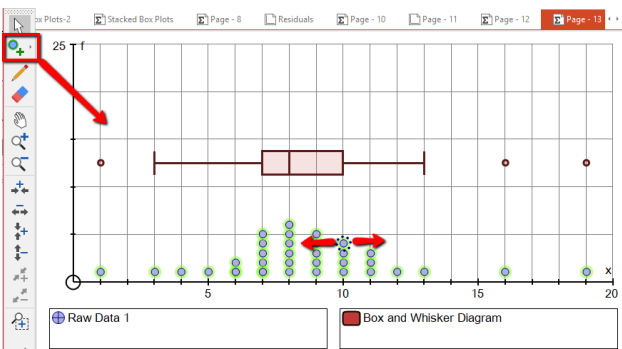 ox Plots-2 Stacked Box Plots Page - 8 Residuals Page - 10 Page - 11 Page - 12 Page - 13
25 f
x
5 10 15 20
Raw Data 1 Box and Whisker Diagram